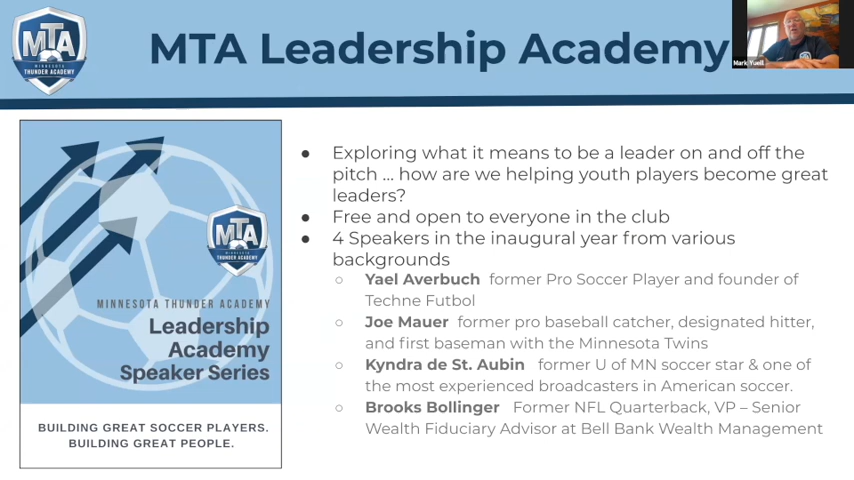 MTA
MINNESOTA
THUNDER ACADEMY
MTA Leadership Academy
Mark Yuell
MTA
MINNESOTA
THUNDER ACADEMY
MINNESOTA THUNDER ACADEMY
Leadership
Academy
Speaker Series
BUILDING GREAT SOCCER PLAYERS.
BUILDING GREAT PEOPLE.
● Exploring what it means to be a leader on and off the
pitch ... how are we helping youth players become great
leaders?
● Free and open to everyone in the club
● 4 Speakers in the inaugural year from various
backgrounds
○ Yael Averbuch former Pro Soccer Player and founder of
Techne Futbol
○ Joe Mauer former pro baseball catcher, designated hitter,
and first baseman with the Minnesota Twins
○ Kyndra de St. Aubin former U of MN soccer star & one of
the most experienced broadcasters in American soccer.
○ Brooks Bollinger Former NFL Quarterback, VP – Senior
Wealth Fiduciary Advisor at Bell Bank Wealth Management